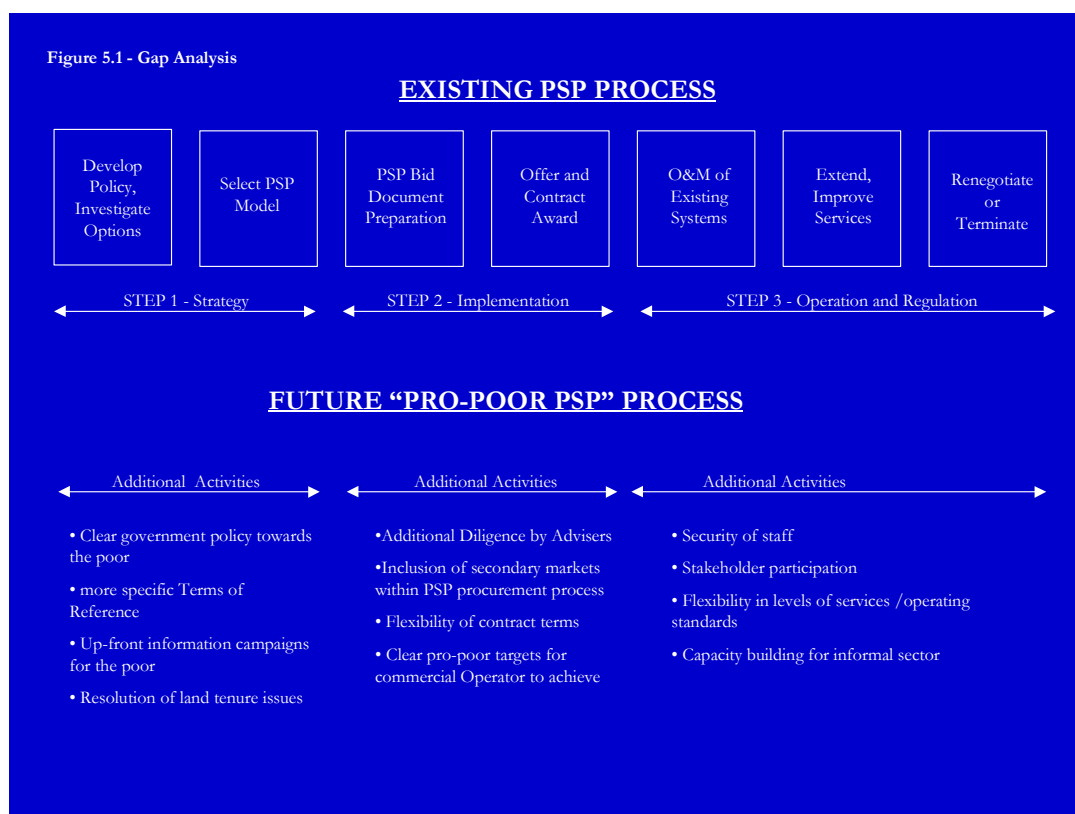 Figure 5.1 - Gap Analysis
EXISTING PSP PROCESS
Develop
Policy,
Investigate
Options
Select PSP
Model
PSP Bid
Document
Preparation
Offer and
Contract
Award
O&M of
Existing
Systems
Extend,
Improve
Services
Renegotiate
or
Terminate
STEP 1 - Strategy
STEP 2 - Implementation
STEP 3 - Operation and Regulation
FUTURE “PRO-POOR PSP” PROCESS
Additional Activities
• Clear government policy towards
the poor
• more specific Terms of
Reference
• Up-front information campaigns
for the poor
• Resolution of land tenure issues
Additional Activities
•Additional Diligence by Advisers
•Inclusion of secondary markets
within PSP procurement process
• Flexibility of contract terms
• Clear pro-poor targets for
commercial Operator to achieve
Additional Activities
• Security of staff
• Stakeholder participation
• Flexibility in levels of services /operating
standards
• Capacity building for informal sector